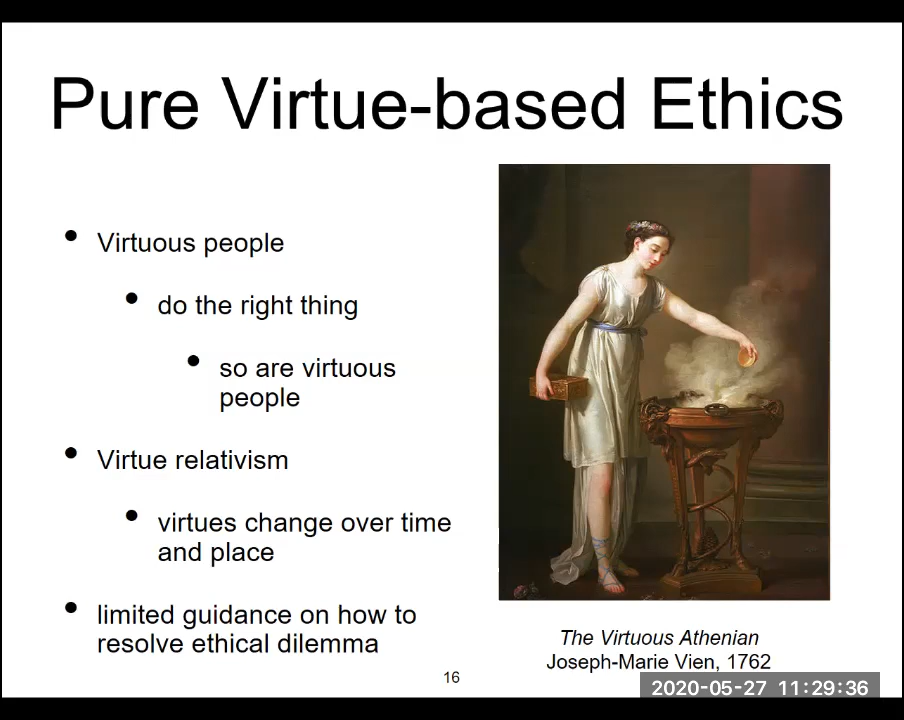 Pure Virtue-based Ethics
• Virtuous people
• do the right thing
• so are virtuous
people
• Virtue relativism
• virtues change over time
and place
• limited guidance on how to
resolve ethical dilemma
The Virtuous Athenian
Joseph-Marie Vien, 1762
16
2020-05-27 11:29:36